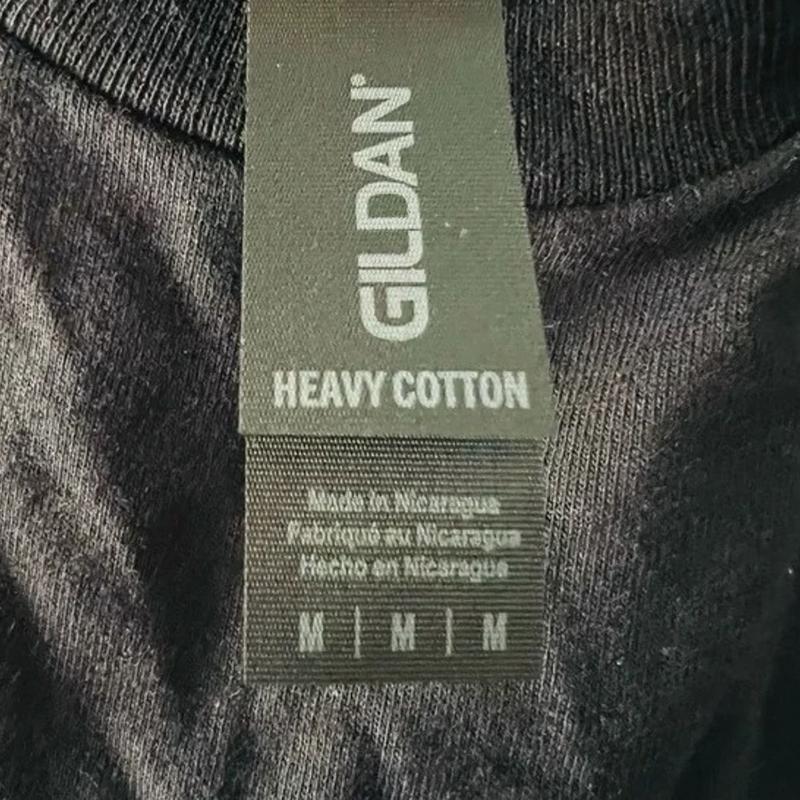 GILDAN®
HEAVY COTTON
Made in Nicaragua
Fabriqué au Nicaragua
Hecho en Nicaragua
M | M | M